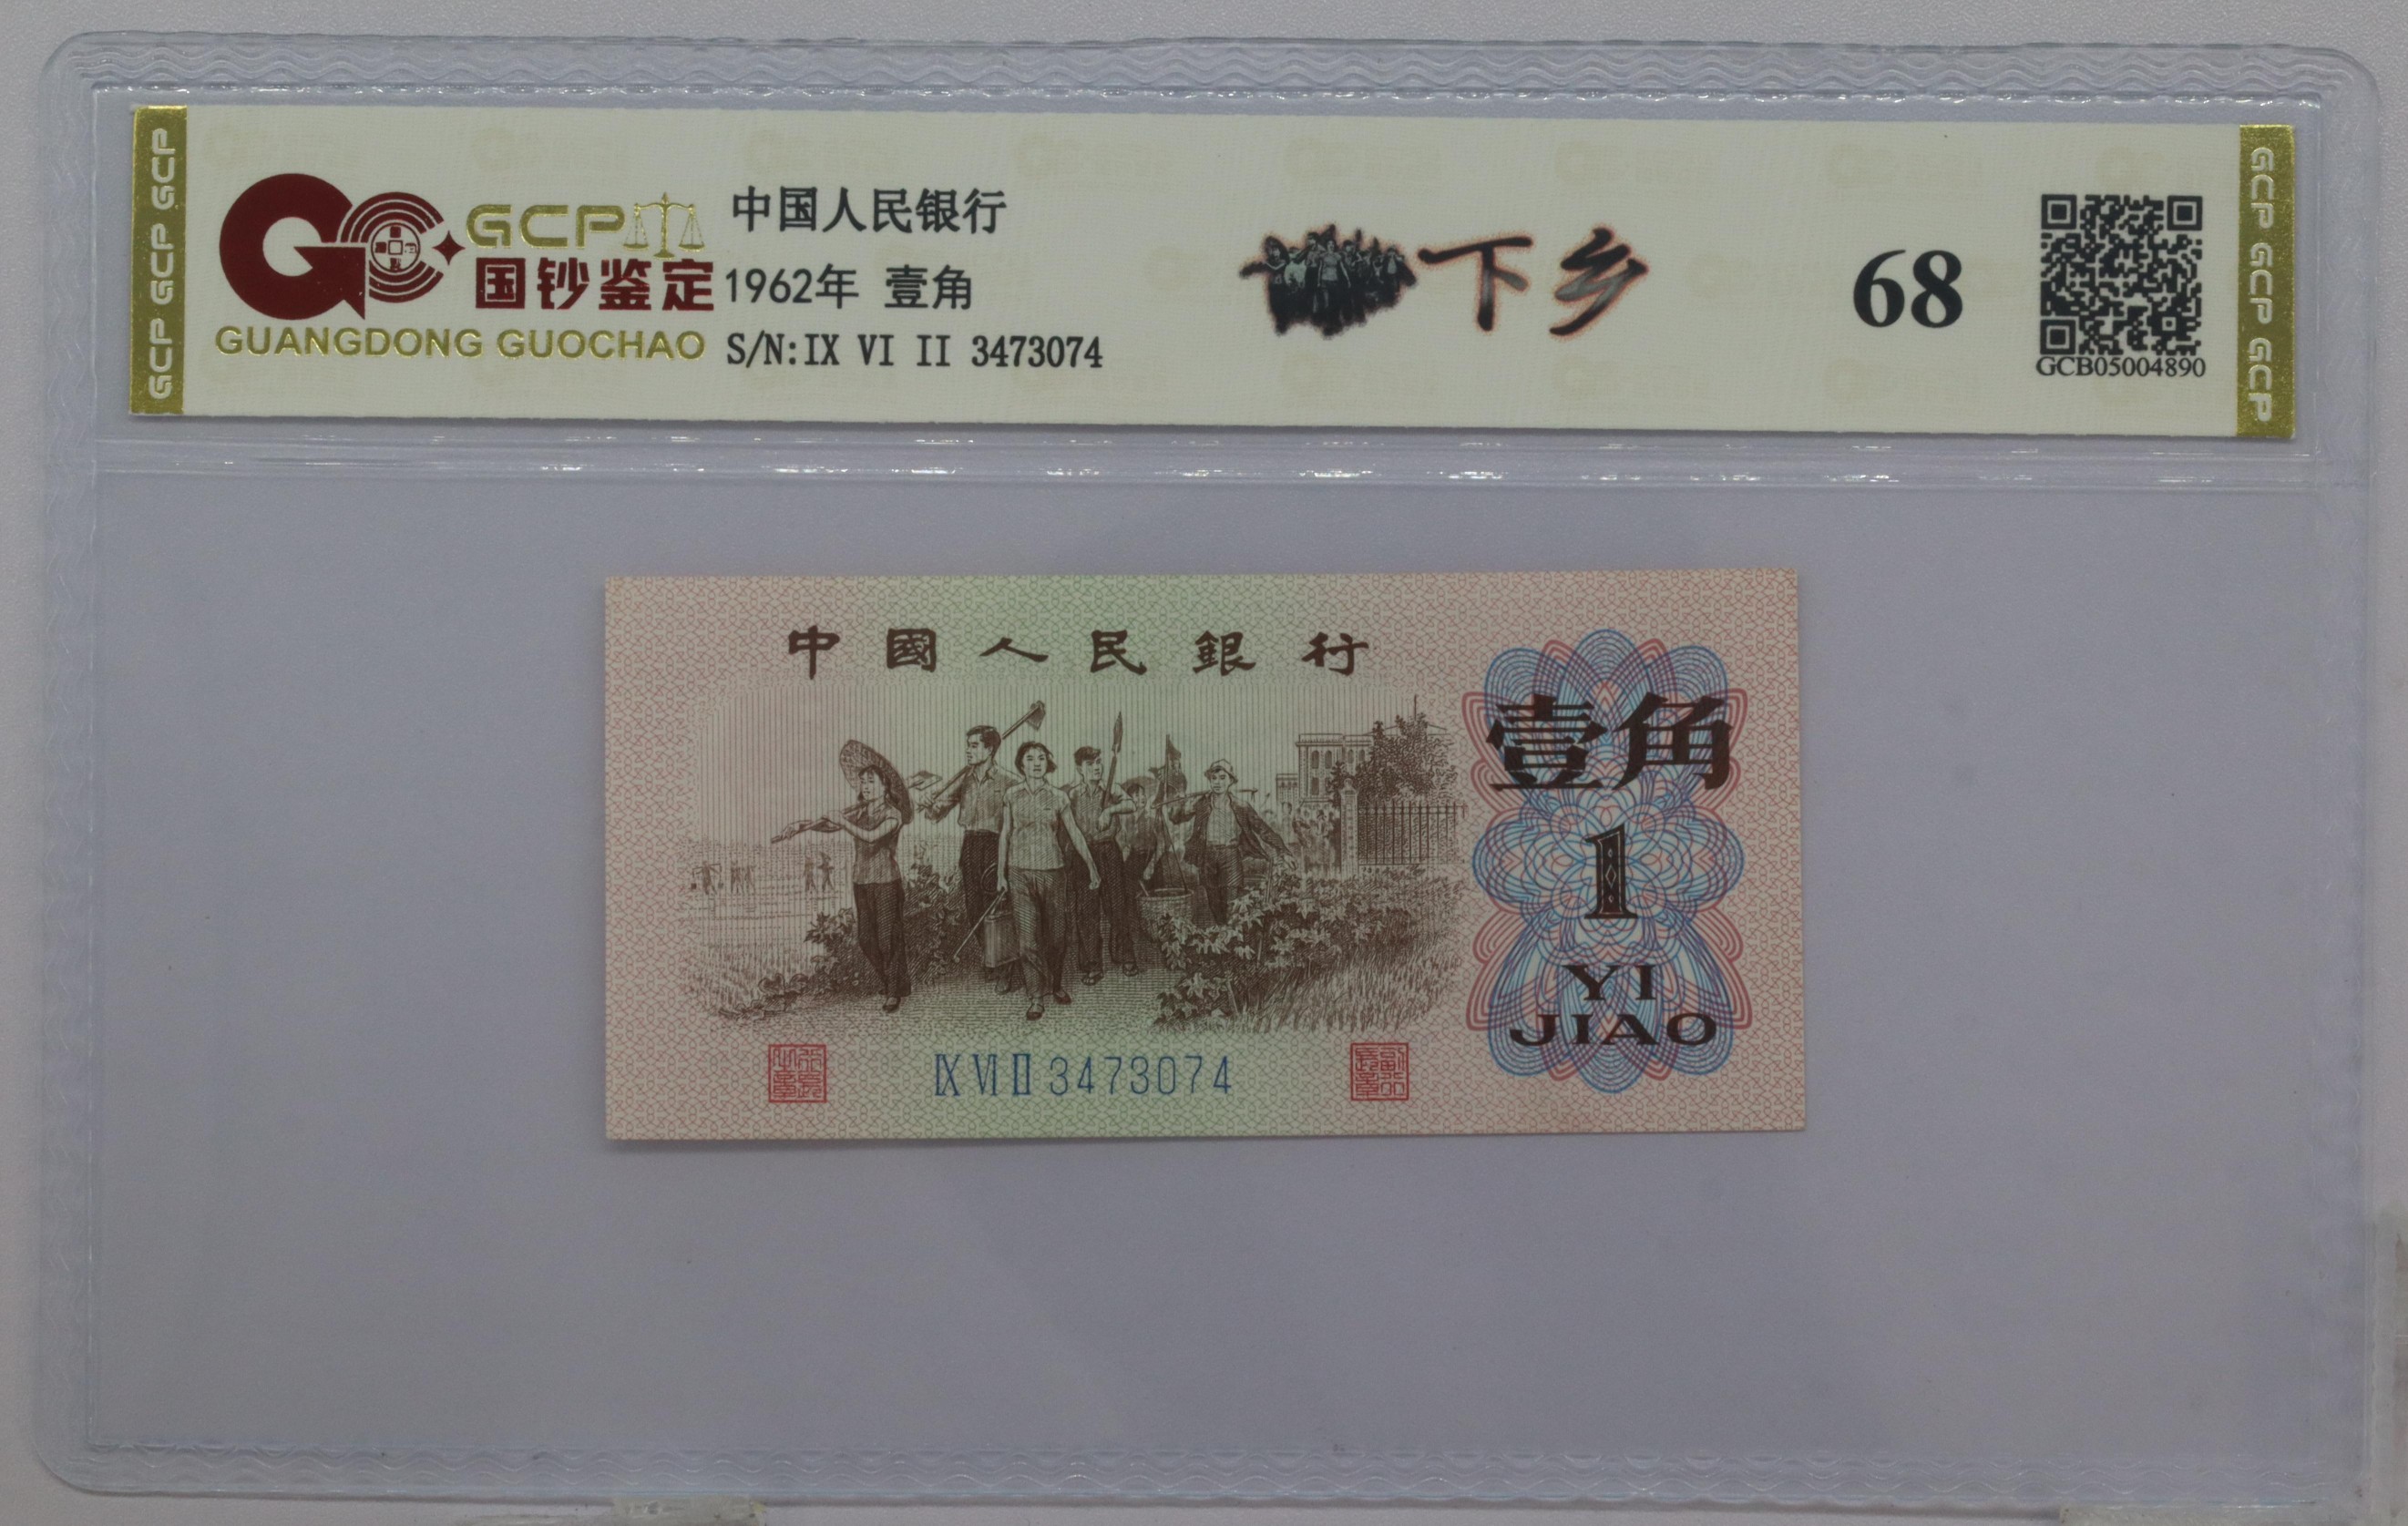 GCP GCP GCP
GCP
国钞鉴定
GUANGDONG GUOCHAO
中国人民银行
1962年 壹角
S/N:IX VI II 3473074
下乡
68
GCB05004890
GCP GCP GCP
中國人民銀行
壹角
1
YI
JIAO
IX VI II 3473074